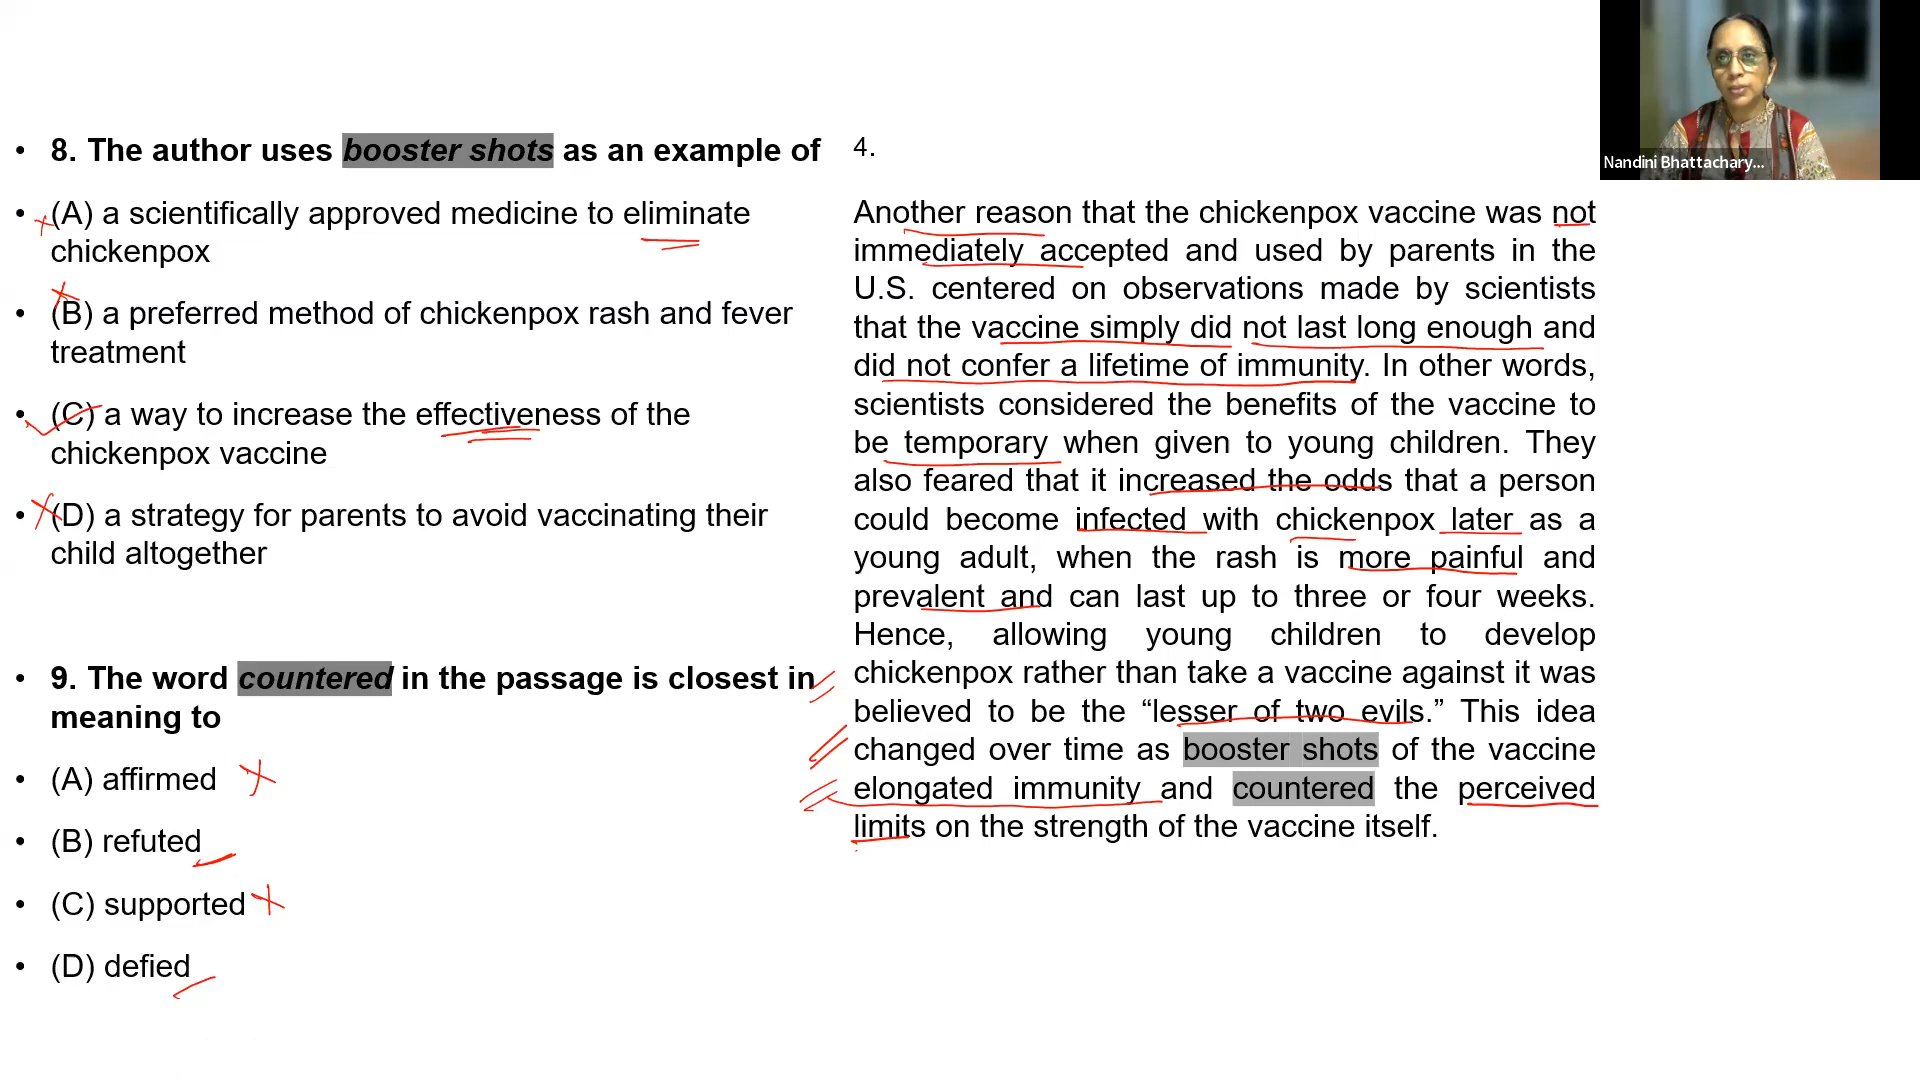 • 8. The author uses booster shots as an example of
• (A) a scientifically approved medicine to eliminate
chickenpox
• (B) a preferred method of chickenpox rash and fever
treatment
• (C) a way to increase the effectiveness of the
chickenpox vaccine
• (D) a strategy for parents to avoid vaccinating their
child altogether
• 9. The word countered in the passage is closest in
meaning to
• (A) affirmed
• (B) refuted
• (C) supported
• (D) defied
4.
Another reason that the chickenpox vaccine was not
immediately accepted and used by parents in the
U.S. centered on observations made by scientists
that the vaccine simply did not last long enough and
did not confer a lifetime of immunity. In other words,
scientists considered the benefits of the vaccine to
be temporary when given to young children. They
also feared that it increased the odds that a person
could become infected with chickenpox later as a
young adult, when the rash is more painful and
prevalent and can last up to three or four weeks.
Hence, allowing young children to develop
chickenpox rather than take a vaccine against it was
believed to be the “lesser of two evils.” This idea
changed over time as booster shots of the vaccine
elongated immunity and countered the perceived
limits on the strength of the vaccine itself.
Nandini Bhattachary...